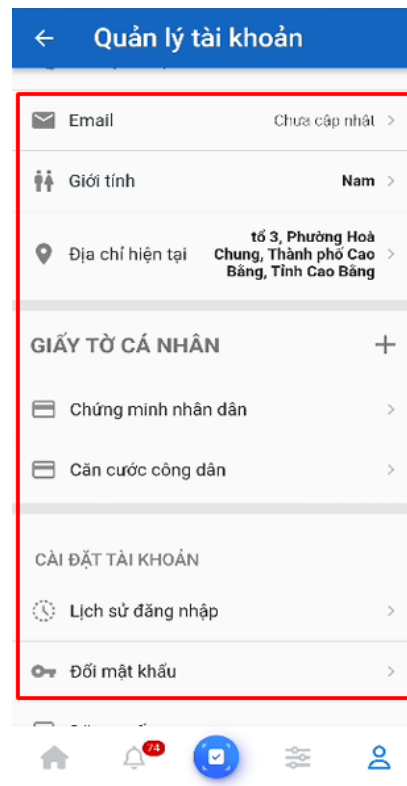 Quản lý tài khoản
Email
Chưa cập nhật
Giới tính
Nam
Địa chỉ hiện tại
tổ 3, Phường Hoà
Chung, Thành phố Cao
Bằng, Tỉnh Cao Bằng
GIẤY TỜ CÁ NHÂN
Chứng minh nhân dân
Căn cước công dân
CÀI ĐẶT TÀI KHOẢN
Lịch sử đăng nhập
Đổi mật khẩu
74